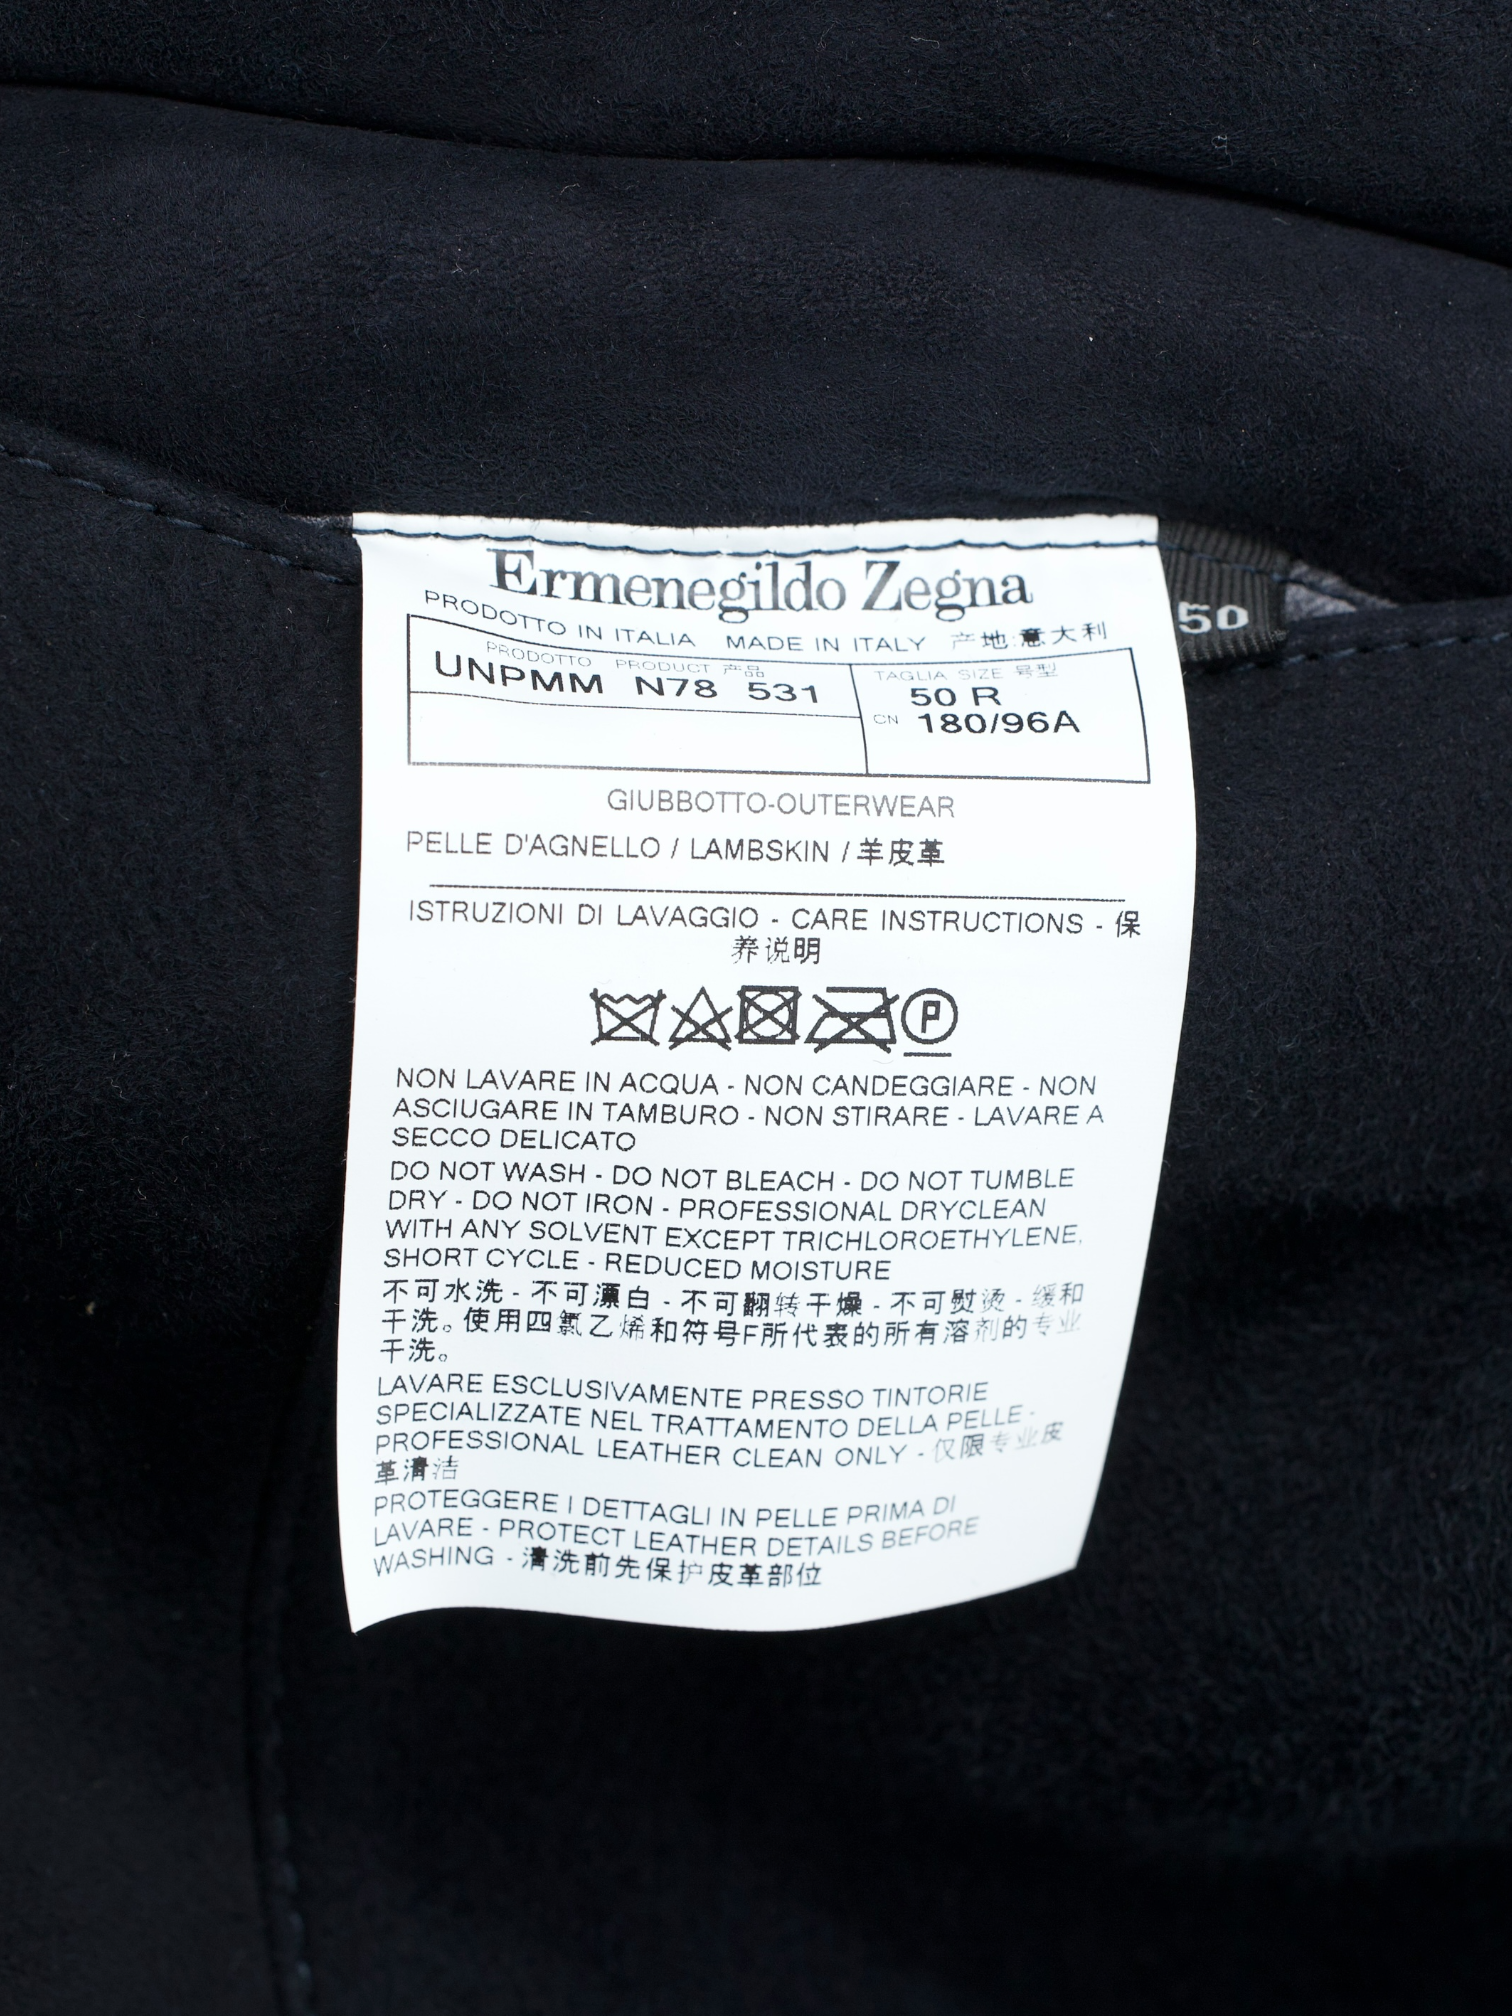 Ermenegildo Zegna
PRODOTTO IN ITALIA MADE IN ITALY 产地:意大利
50
PRODOTTO PRODUCT 产品
UNPMM N78 531
TAGLIA SIZE 号型
50 R
CN 180/96A
GIUBBOTTO-OUTERWEAR
PELLE D'AGNELLO / LAMBSKIN / 羊皮革
ISTRUZIONI DI LAVAGGIO - CARE INSTRUCTIONS - 保
养说明
P
NON LAVARE IN ACQUA - NON CANDEGGIARE - NON
ASCIUGARE IN TAMBURO - NON STIRARE - LAVARE A
SECCO DELICATO
DO NOT WASH - DO NOT BLEACH - DO NOT TUMBLE
DRY - DO NOT IRON - PROFESSIONAL DRYCLEAN
WITH ANY SOLVENT EXCEPT TRICHLOROETHYLENE,
SHORT CYCLE - REDUCED MOISTURE
不可水洗 - 不可漂白 - 不可翻转干燥 - 不可熨烫 - 缓和
干洗。使用四氯乙烯和符号F所代表的所有溶剂的专业
干洗。
LAVARE ESCLUSIVAMENTE PRESSO TINTORIE
SPECIALIZZATE NEL TRATTAMENTO DELLA PELLE -
PROFESSIONAL LEATHER CLEAN ONLY - 仅限专业皮
革清洁
PROTEGGERE I DETTAGLI IN PELLE PRIMA DI
LAVARE - PROTECT LEATHER DETAILS BEFORE
WASHING - 清洗前先保护皮革部位